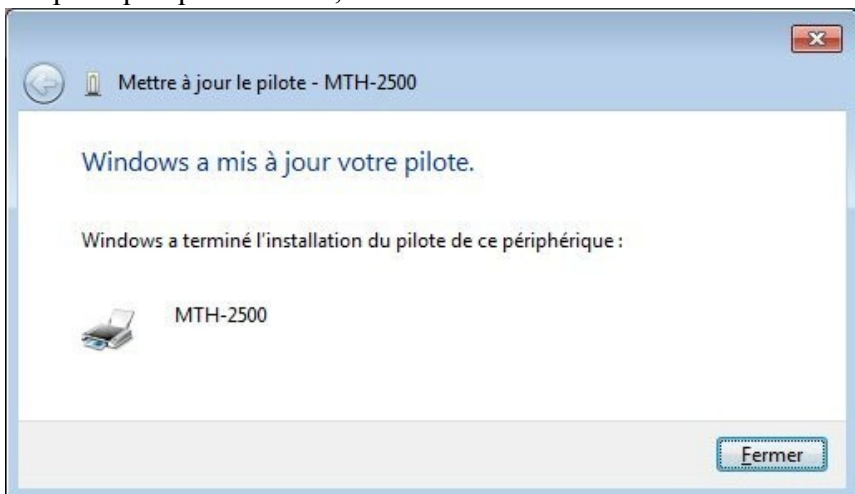 Mettre à jour le pilote - MTH-2500
Windows a mis à jour votre pilote.
Windows a terminé l'installation du pilote de ce périphérique :
MTH-2500
Fermer